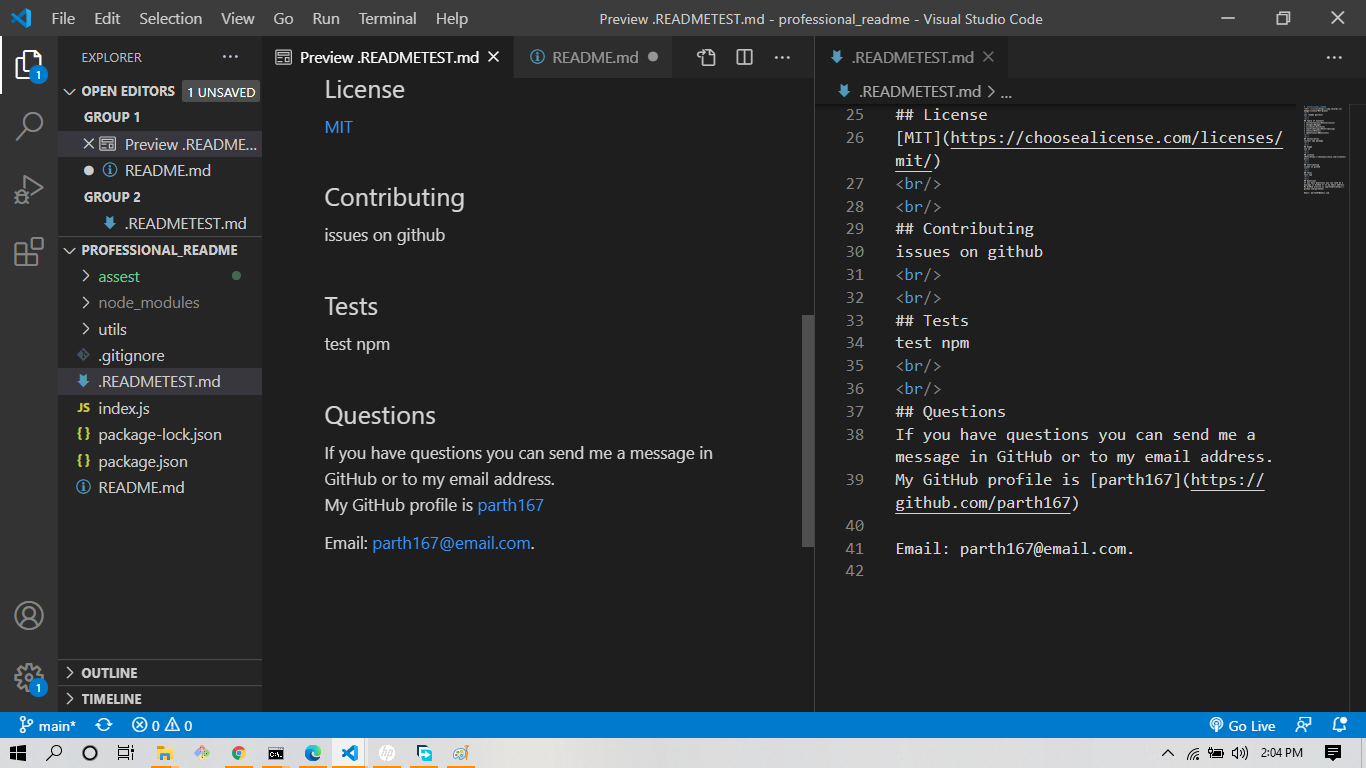 File Edit Selection View Go Run Terminal Help
Preview .READMETEST.md - professional_readme - Visual Studio Code
1
1
EXPLORER
OPEN EDITORS 1 UNSAVED
GROUP 1
Preview .README...
README.md
GROUP 2
.READMETEST.md
PROFESSIONAL_README
assest
node_modules
utils
.gitignore
.READMETEST.md
JS index.js
{} package-lock.json
{} package.json
README.md
OUTLINE
TIMELINE
Preview .READMETEST.md README.md
License
MIT
Contributing
issues on github
Tests
test npm
Questions
If you have questions you can send me a message in
GitHub or to my email address.
My GitHub profile is parth167
Email: parth167@email.com.
.READMETEST.md
.READMETEST.md > ...
25 ## License
26 [MIT](https://choosealicense.com/licenses/
mit/)
27 <br/>
28 <br/>
29 ## Contributing
30 issues on github
31 <br/>
32 <br/>
33 ## Tests
34 test npm
35 <br/>
36 <br/>
37 ## Questions
38 If you have questions you can send me a
message in GitHub or to my email address.
39 My GitHub profile is [parth167](https://
github.com/parth167)
40
41 Email: parth167@email.com.
42
main* 0 0 Go Live
2:04 PM